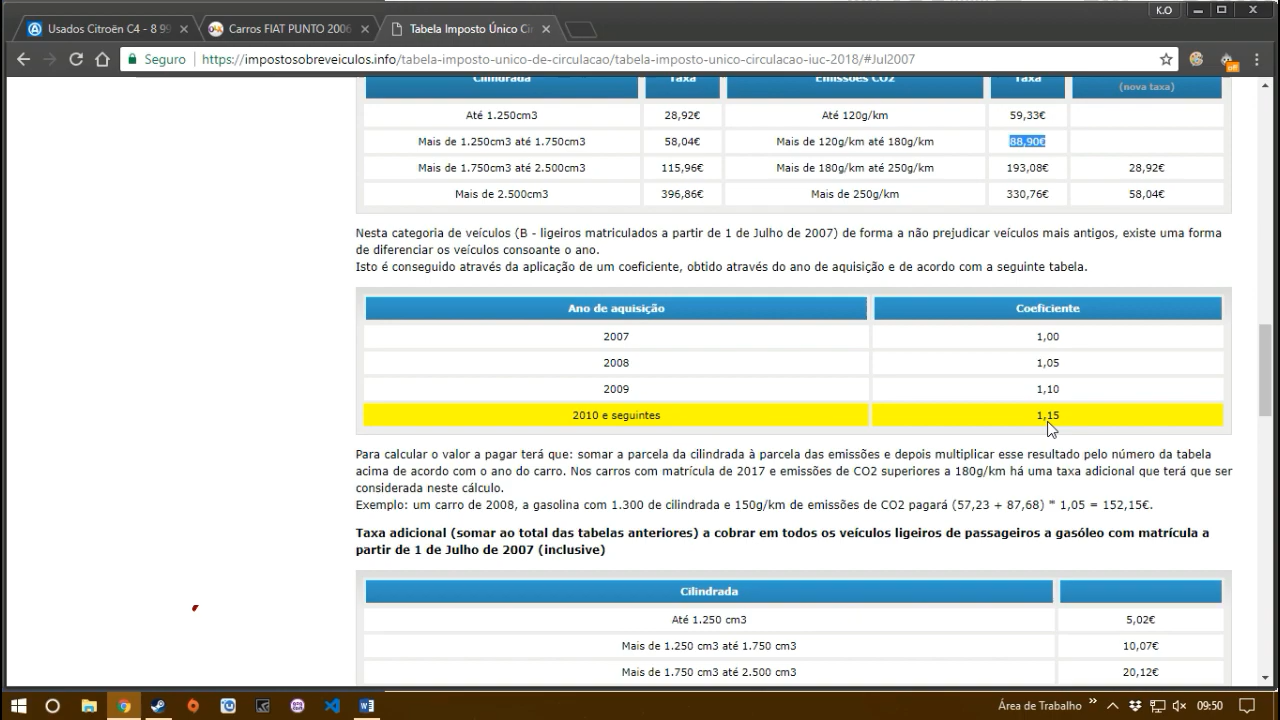 K.O
Usados Citroën C4 - 8 99
Carros FIAT PUNTO 2006
Tabela Imposto Único Ci
Seguro
https://impostosobreveiculos.info/tabela-imposto-unico-de-circulacao/tabela-imposto-unico-circulacao-iuc-2018/#Jul2007
Cilindrada Taxa Emissões CO2 Taxa (nova taxa)
Até 1.250cm3 28,92€ Até 120g/km 59,33€
Mais de 1.250cm3 até 1.750cm3 58,04€ Mais de 120g/km até 180g/km 88,90€
Mais de 1.750cm3 até 2.500cm3 115,96€ Mais de 180g/km até 250g/km 193,08€ 28,92€
Mais de 2.500cm3 396,86€ Mais de 250g/km 330,76€ 58,04€
Nesta categoria de veículos (B - ligeiros matriculados a partir de 1 de Julho de 2007) de forma a não prejudicar veículos mais antigos, existe uma forma
de diferenciar os veículos consoante o ano.
Isto é conseguido através da aplicação de um coeficiente, obtido através do ano de aquisição e de acordo com a seguinte tabela.
Ano de aquisição Coeficiente
2007 1,00
2008 1,05
2009 1,10
2010 e seguintes 1,15
Para calcular o valor a pagar terá que: somar a parcela da cilindrada à parcela das emissões e depois multiplicar esse resultado pelo número da tabela
acima de acordo com o ano do carro. Nos carros com matrícula de 2017 e emissões de CO2 superiores a 180g/km há uma taxa adicional que terá que ser
considerada neste cálculo.
Exemplo: um carro de 2008, a gasolina com 1.300 de cilindrada e 150g/km de emissões de CO2 pagará (57,23 + 87,68) * 1,05 = 152,15€.
Taxa adicional (somar ao total das tabelas anteriores) a cobrar em todos os veículos ligeiros de passageiros a gasóleo com matrícula a
partir de 1 de Julho de 2007 (inclusive)
Cilindrada
Até 1.250 cm3 5,02€
Mais de 1.250 cm3 até 1.750 cm3 10,07€
Mais de 1.750 cm3 até 2.500 cm3 20,12€
Área de Trabalho » 09:50